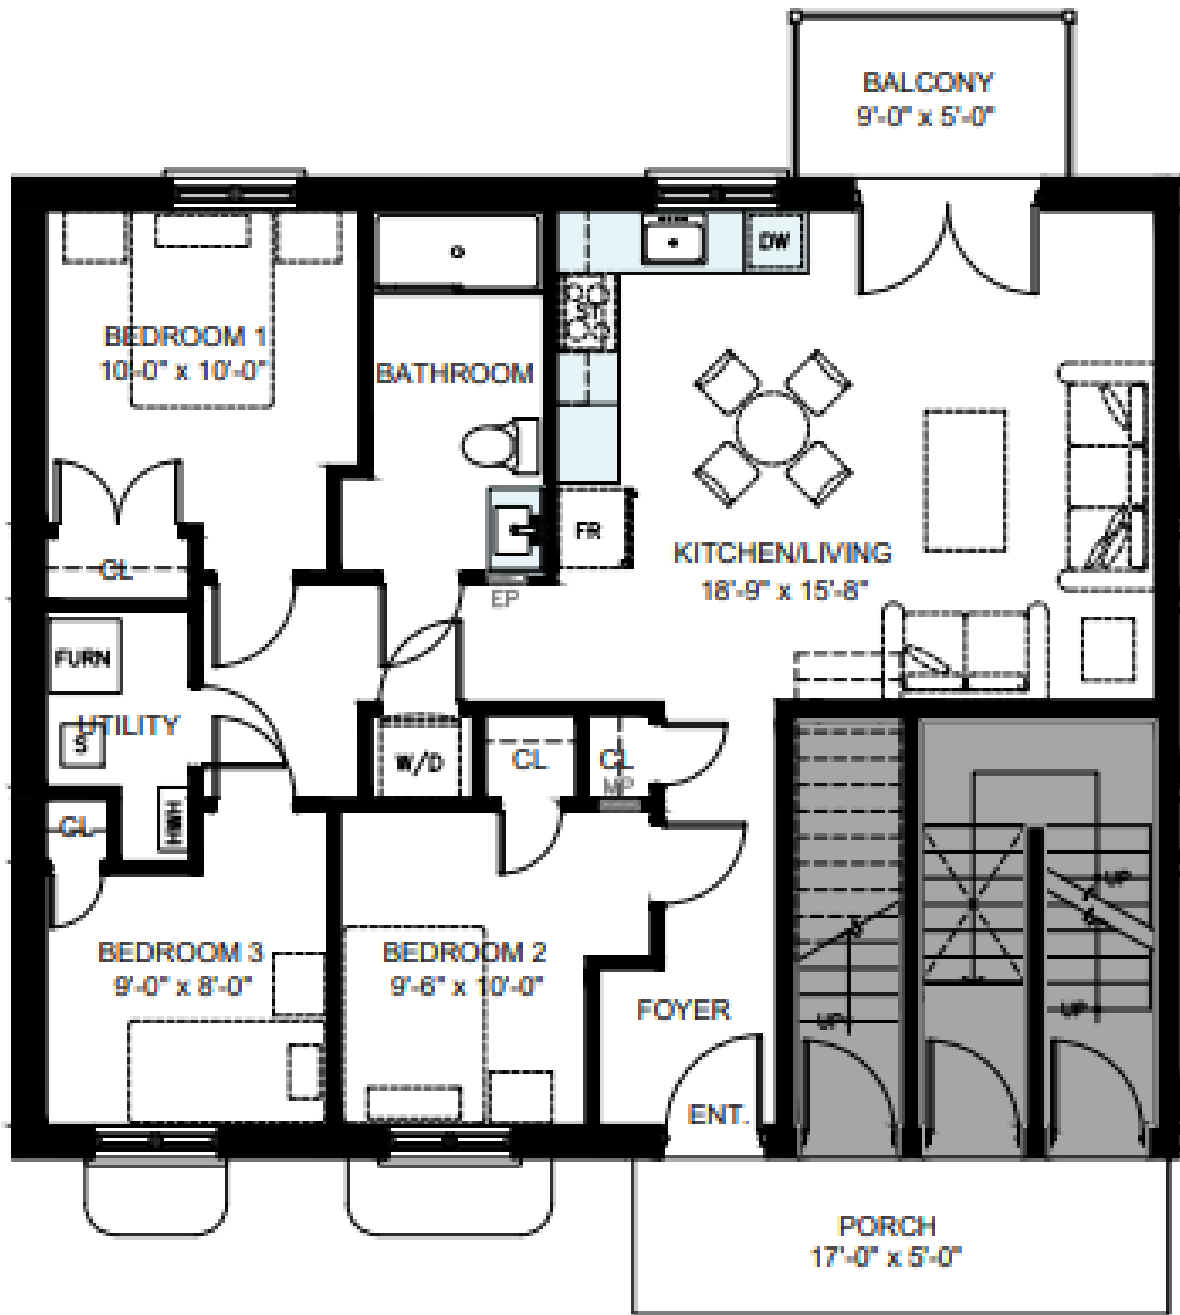 BALCONY
9'-0" x 5'-0"
DW
ST
BEDROOM 1
10'-0" x 10'-0"
BATHROOM
FR
KITCHEN/LIVING
18'-9" x 15'-8"
CL
EP
FURN
UTILITY
S
W/D
CL
CL
MP
HWH
CL
UP
BEDROOM 3
9'-0" x 8'-0"
BEDROOM 2
9'-6" x 10'-0"
FOYER
UP
UP
ENT.
PORCH
17'-0" x 5'-0"